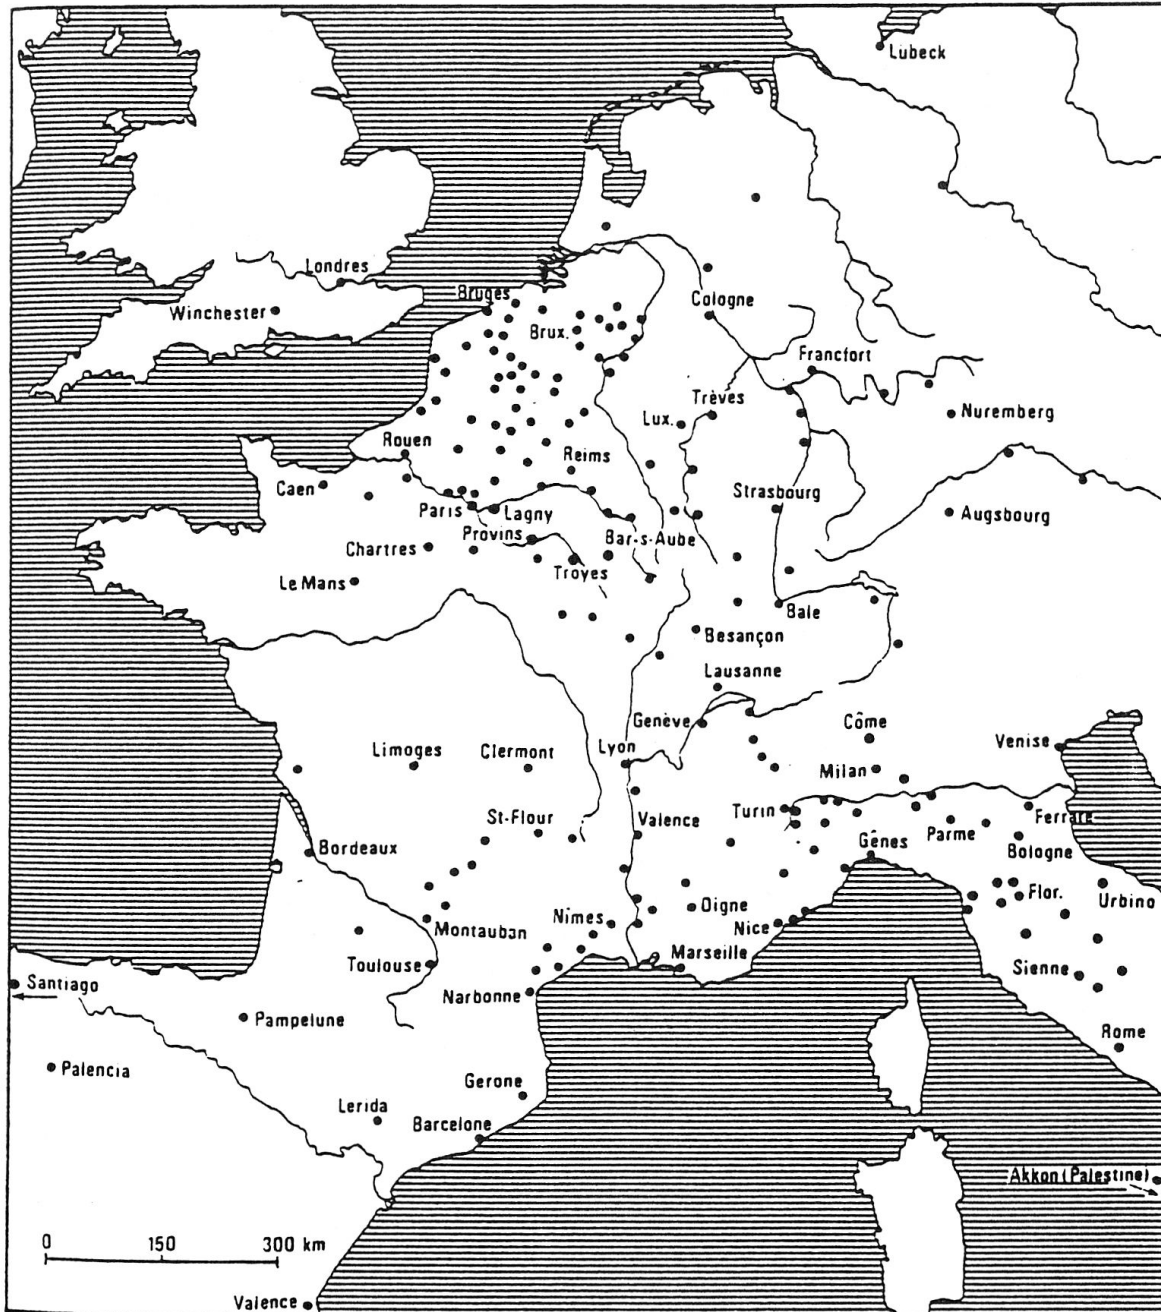 Lübeck
Londres
Winchester
Bruges
Brux.
Cologne
Francfort
Trèves
Lux.
Nuremberg
Rouen
Reims
Caen
Strasbourg
Paris
Lagny
Augsbourg
Provins
Bar-s-Aube
Chartres
Troyes
Le Mans
Bale
Besançon
Lausanne
Genève
Côme
Venise
Limoges
Clermont
Lyon
Milan
St-Flour
Valence
Turin
Ferrare
Parme
Bordeaux
Gênes
Bologne
Digne
Flor.
Urbino
Nîmes
Montauban
Nice
Toulouse
Marseille
Sienne
Santiago
Narbonne
Pampelune
Rome
Palencia
Gerone
Lerida
Barcelone
Akkon (Palestine)
0 150 300 km
Valence